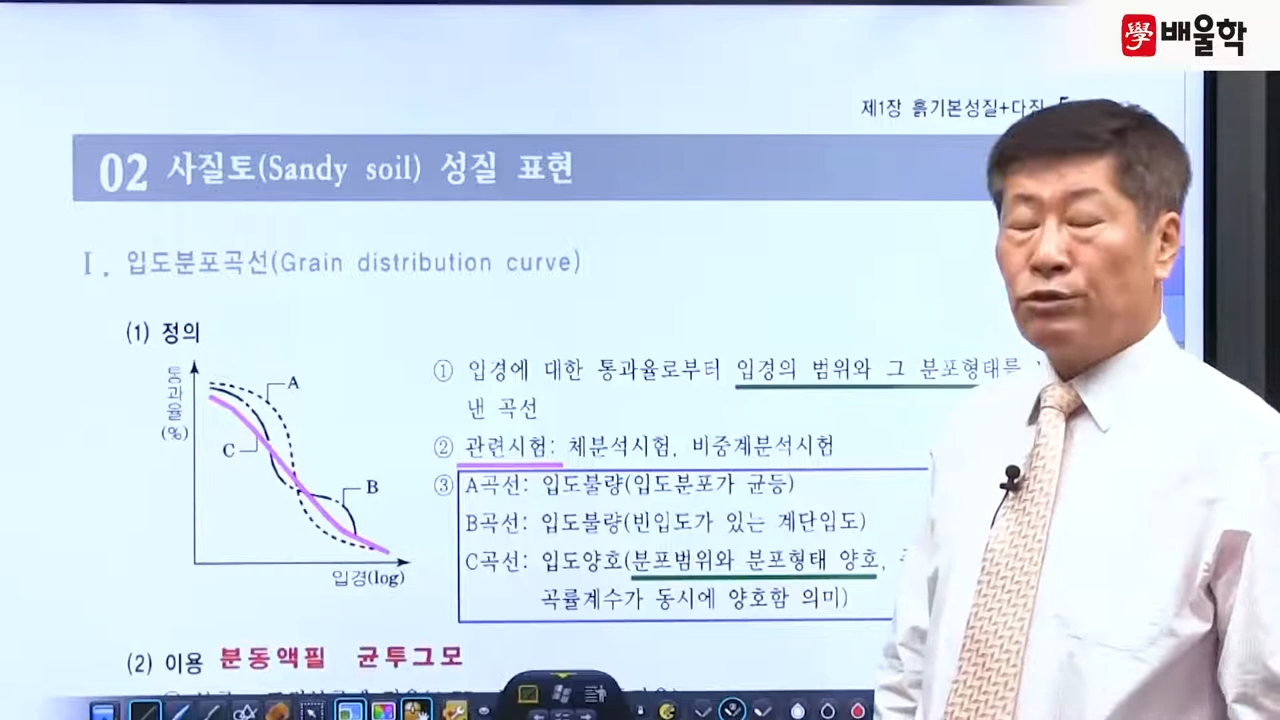 學 배울학
제1장 흙기본성질+다짐
02 사질토(Sandy soil) 성질 표현
Ⅰ. 입도분포곡선(Grain distribution curve)
(1) 정의
통과율(%)
A
C
B
입경(log)
① 입경에 대한 통과율로부터 입경의 범위와 그 분포형태를
낸 곡선
② 관련시험: 체분석시험, 비중계분석시험
③ A곡선: 입도불량(입도분포가 균등)
B곡선: 입도불량(빈입도가 있는 계단입도)
C곡선: 입도양호(분포범위와 분포형태 양호,
곡률계수가 동시에 양호함 의미)
(2) 이용 분동액필 균투그모